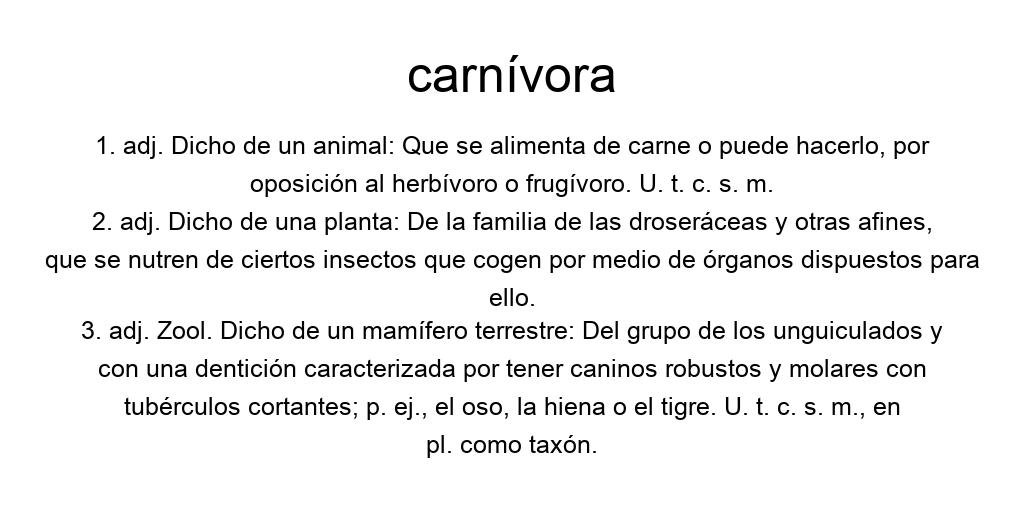 carnívora
1. adj. Dicho de un animal: Que se alimenta de carne o puede hacerlo, por
oposición al herbívoro o frugívoro. U. t. c. s. m.
2. adj. Dicho de una planta: De la familia de las droseráceas y otras afines,
que se nutren de ciertos insectos que cogen por medio de órganos dispuestos para
ello.
3. adj. Zool. Dicho de un mamífero terrestre: Del grupo de los unguiculados y
con una dentición caracterizada por tener caninos robustos y molares con
tubérculos cortantes; p. ej., el oso, la hiena o el tigre. U. t. c. s. m., en
pl. como taxón.